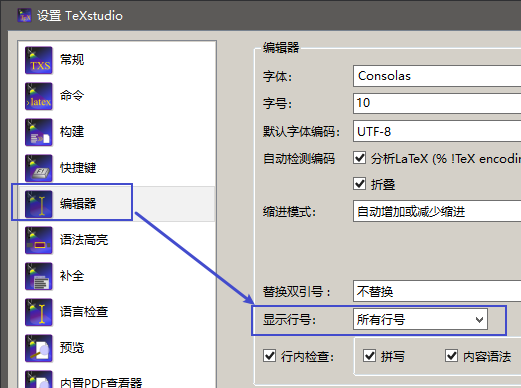 设置 TeXstudio
常规
命令
构建
快捷键
编辑器
语法高亮
补全
语言检查
预览
内置PDF查看器
编辑器
字体: Consolas
字号: 10
默认字体编码: UTF-8
自动检测编码 分析LaTeX (% !TeX encodin
折叠
缩进模式: 自动增加或减少缩进
替换双引号: 不替换
显示行号: 所有行号
行内检查: 拼写 内容语法